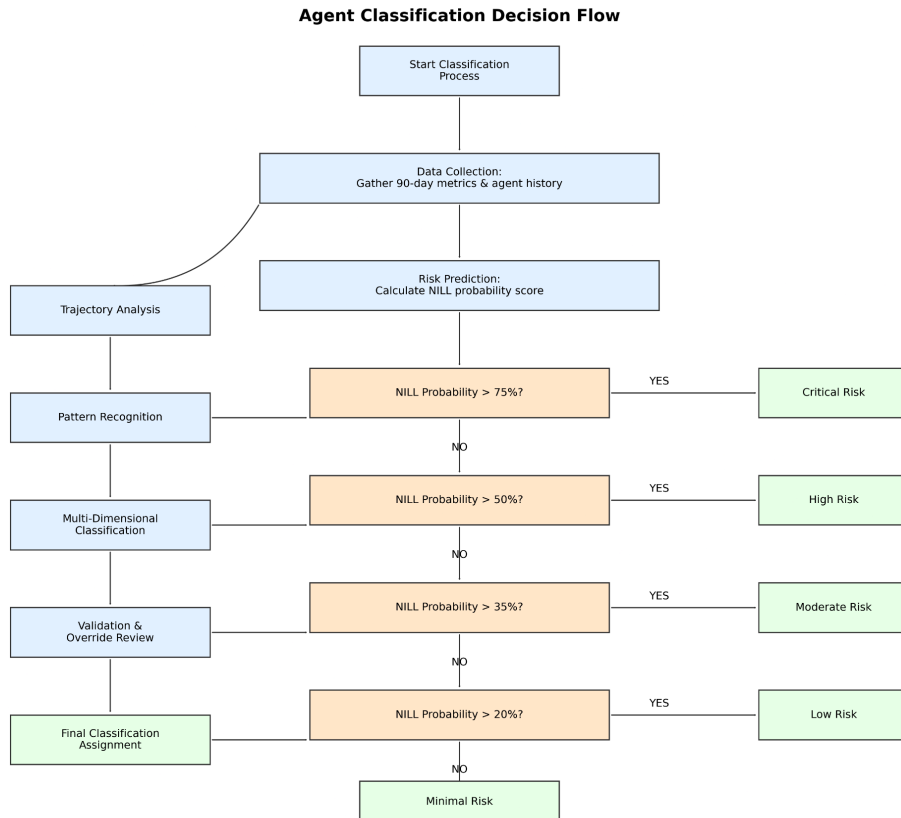 Agent Classification Decision Flow
Start Classification
Process
Data Collection:
Gather 90-day metrics & agent history
Risk Prediction:
Calculate NILL probability score
Trajectory Analysis
NILL Probability > 75%?
YES
Critical Risk
Pattern Recognition
NO
NILL Probability > 50%?
YES
High Risk
Multi-Dimensional
Classification
NO
NILL Probability > 35%?
YES
Moderate Risk
Validation &
Override Review
NO
NILL Probability > 20%?
YES
Low Risk
Final Classification
Assignment
NO
Minimal Risk